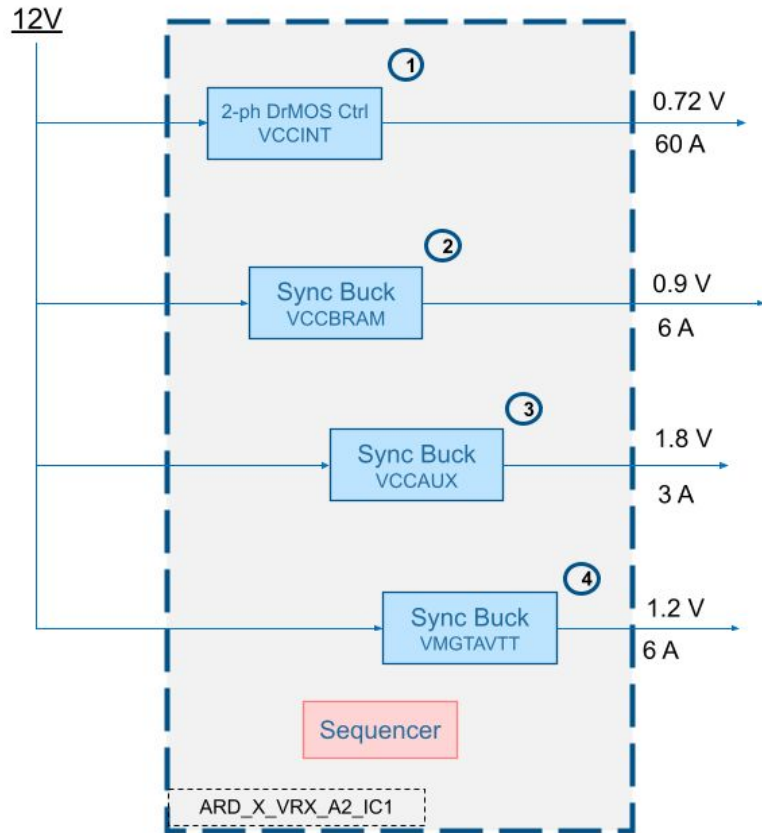 12V
1
2-ph DrMOS Ctrl
VCCINT
0.72 V
60 A
2
Sync Buck
VCCBRAM
0.9 V
6 A
3
Sync Buck
VCCAUX
1.8 V
3 A
4
Sync Buck
VMGTAVTT
1.2 V
6 A
Sequencer
ARD_X_VRX_A2_IC1